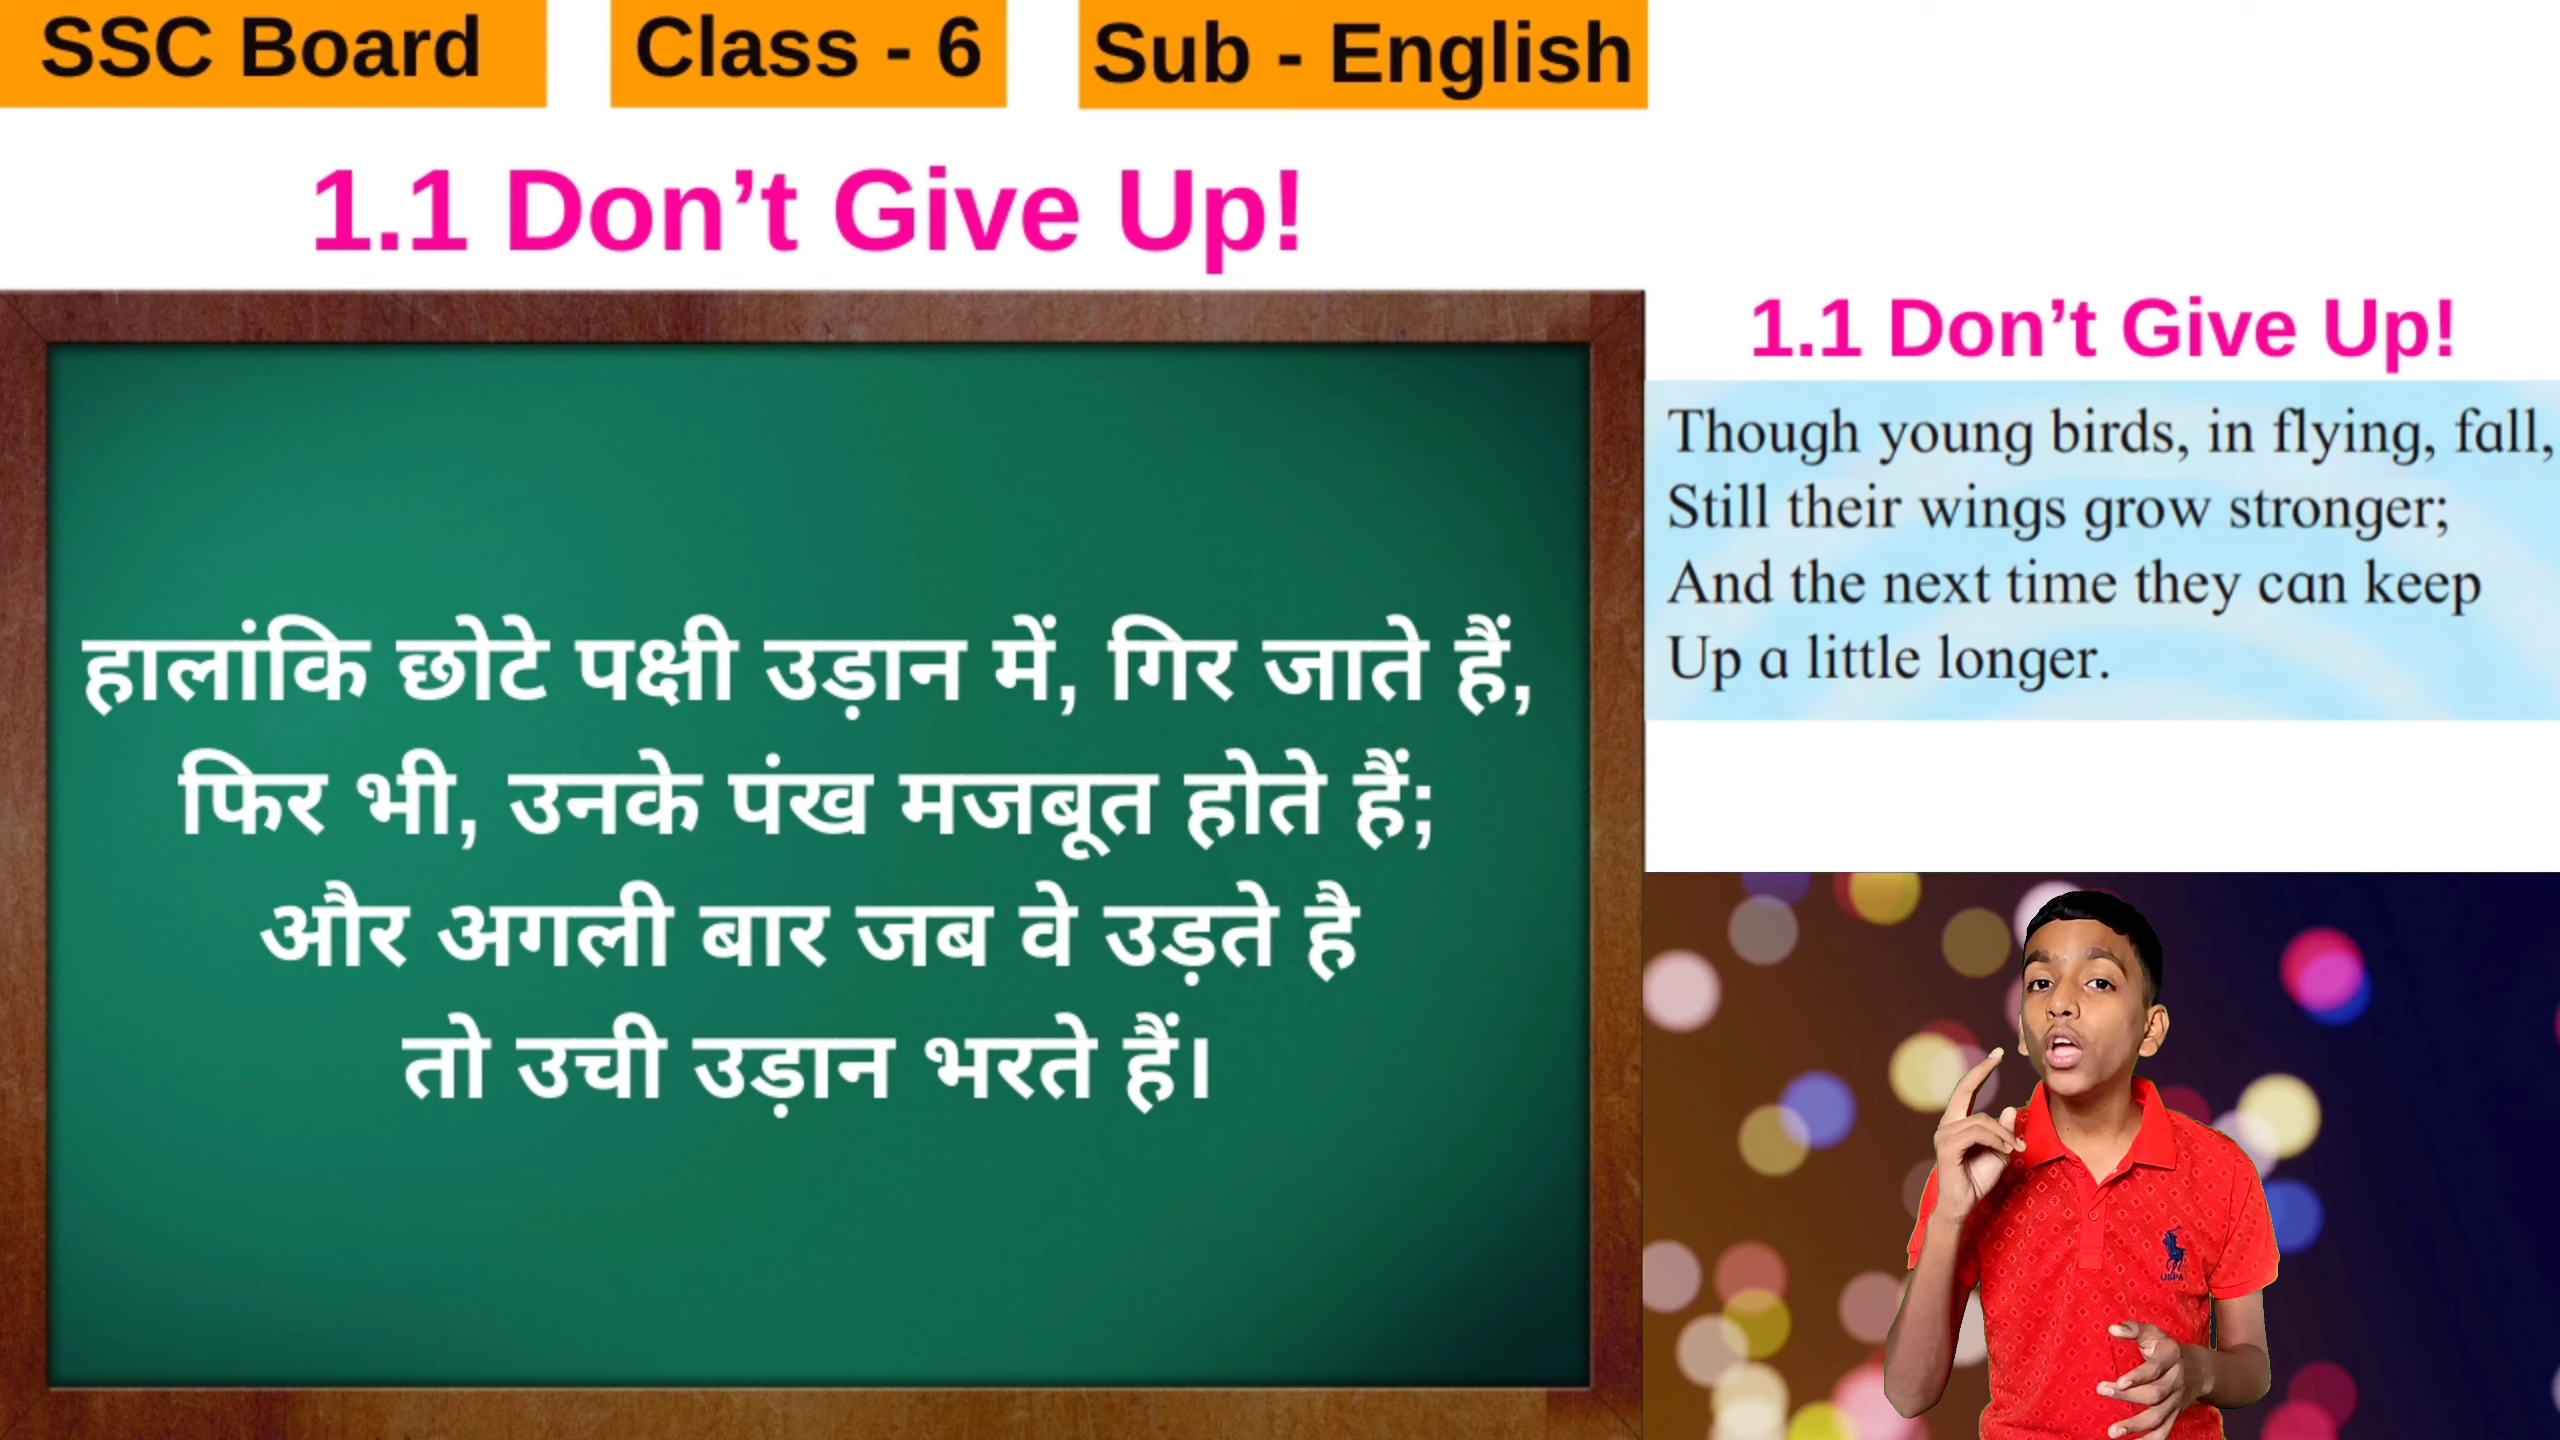 SSC Board
Class - 6
Sub - English
1.1 Don’t Give Up!
हालांकि छोटे पक्षी उड़ान में, गिर जाते हैं,
फिर भी, उनके पंख मजबूत होते हैं;
और अगली बार जब वे उड़ते है
तो उची उड़ान भरते हैं।
1.1 Don’t Give Up!
Though young birds, in flying, fall,
Still their wings grow stronger;
And the next time they can keep
Up a little longer.
USPA